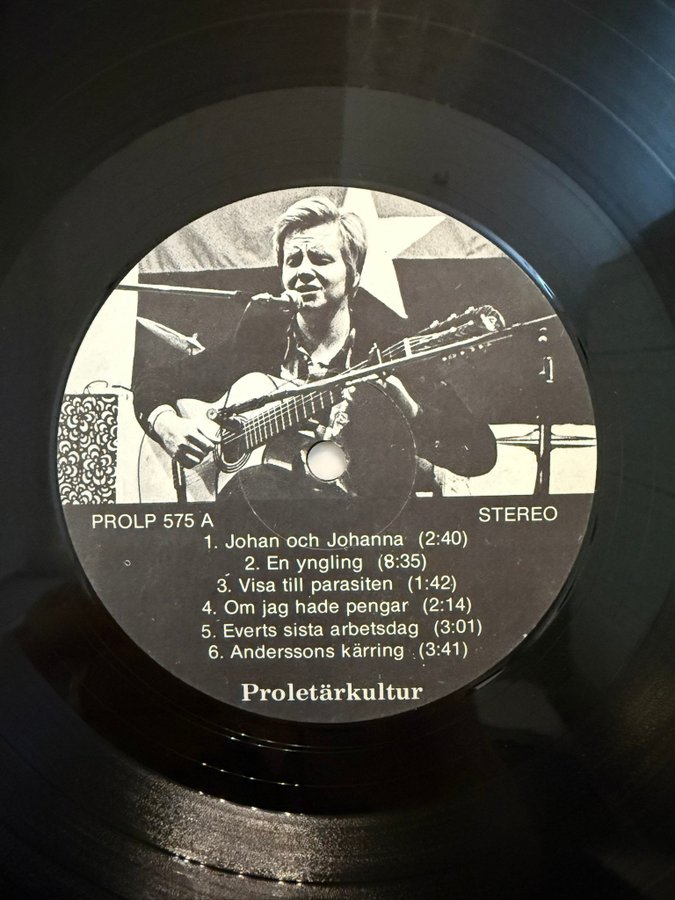 PROLP 575 A
STEREO
1. Johan och Johanna (2:40)
2. En yngling (8:35)
3. Visa till parasiten (1:42)
4. Om jag hade pengar (2:14)
5. Everts sista arbetsdag (3:01)
6. Anderssons kärring (3:41)
Proletärkultur